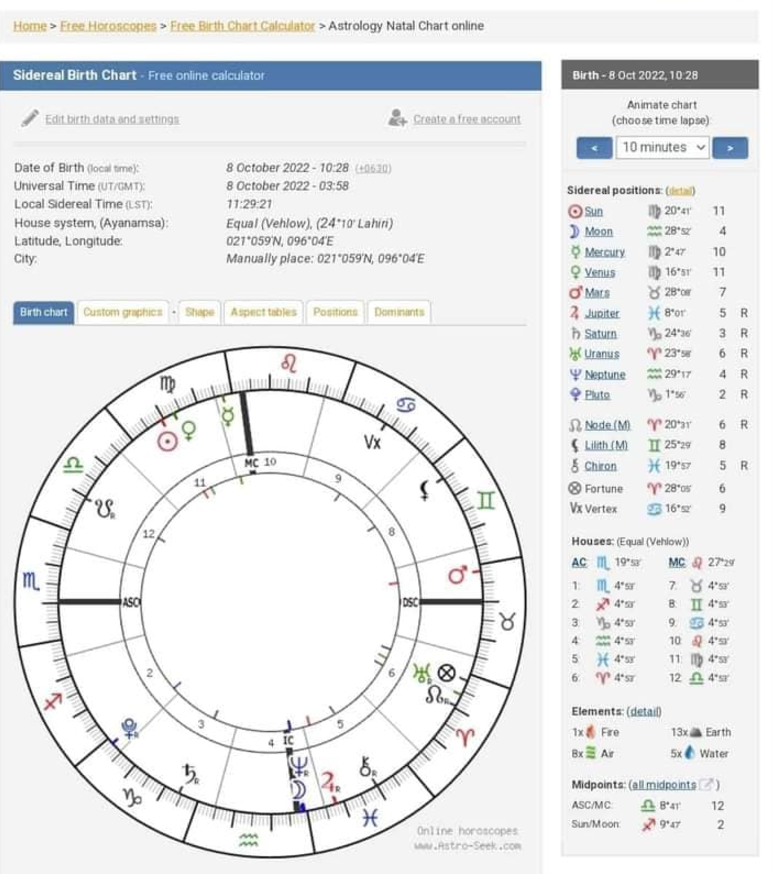 Home > Free Horoscopes > Free Birth Chart Calculator > Astrology Natal Chart online
Sidereal Birth Chart - Free online calculator
Edit birth data and settings
Create a free account
Date of Birth (local time): 8 October 2022 - 10:28 (+0630)
Universal Time (UT/GMT): 8 October 2022 - 03:58
Local Sidereal Time (LST): 11:29:21
House system, (Ayanamsa): Equal (Vehlow), (24°10' Lahiri)
Latitude, Longitude: 021°059'N, 096°04'E
City: Manually place: 021°059'N, 096°04'E
Birth chart Custom graphics - Shape Aspect tables Positions Dominants
♍ ♌ ♋
☉ ♀ ☿ Vx
♎ MC 10 ♊
11 9
☋R 12 8 ⚸
♏ ♂
ASC DSC
♉
2 6 ♅R ⊗
☊R
♐ 3 5
♇R 4 IC ♈
♄R ♆R ♃R ⚷R
♑ ☽ ♓
♒
Online horoscopes
www.Astro-Seek.com
Birth - 8 Oct 2022, 10:28
Animate chart
(choose time lapse):
< 10 minutes >
Sidereal positions: (detail)
☉ Sun ♍ 20°41' 11
☽ Moon ♒ 28°52' 4
☿ Mercury ♍ 2°47' 10
♀ Venus ♍ 16°51' 11
♂ Mars ♉ 28°08' 7
♃ Jupiter ♓ 8°01' 5 R
♄ Saturn ♑ 24°36' 3 R
♅ Uranus ♈ 23°58' 6 R
♆ Neptune ♒ 29°17' 4 R
♇ Pluto ♑ 1°56' 2 R
☊ Node (M) ♈ 20°31' 6 R
⚸ Lilith (M) ♊ 25°29' 8
⚷ Chiron ♓ 19°57' 5 R
⊗ Fortune ♈ 28°05' 6
Vx Vertex ♋ 16°52' 9
Houses: (Equal (Vehlow))
AC: ♏ 19°53' MC: ♌ 27°29'
1: ♏ 4°53' 7: ♉ 4°53'
2: ♐ 4°53' 8: ♊ 4°53'
3: ♑ 4°53' 9: ♋ 4°53'
4: ♒ 4°53' 10: ♌ 4°53'
5: ♓ 4°53' 11: ♍ 4°53'
6: ♈ 4°53' 12: ♎ 4°53'
Elements: (detail)
1x Fire 13x Earth
8x Air 5x Water
Midpoints: (all midpoints)
ASC/MC: ♎ 8°41' 12
Sun/Moon: ♐ 9°47' 2